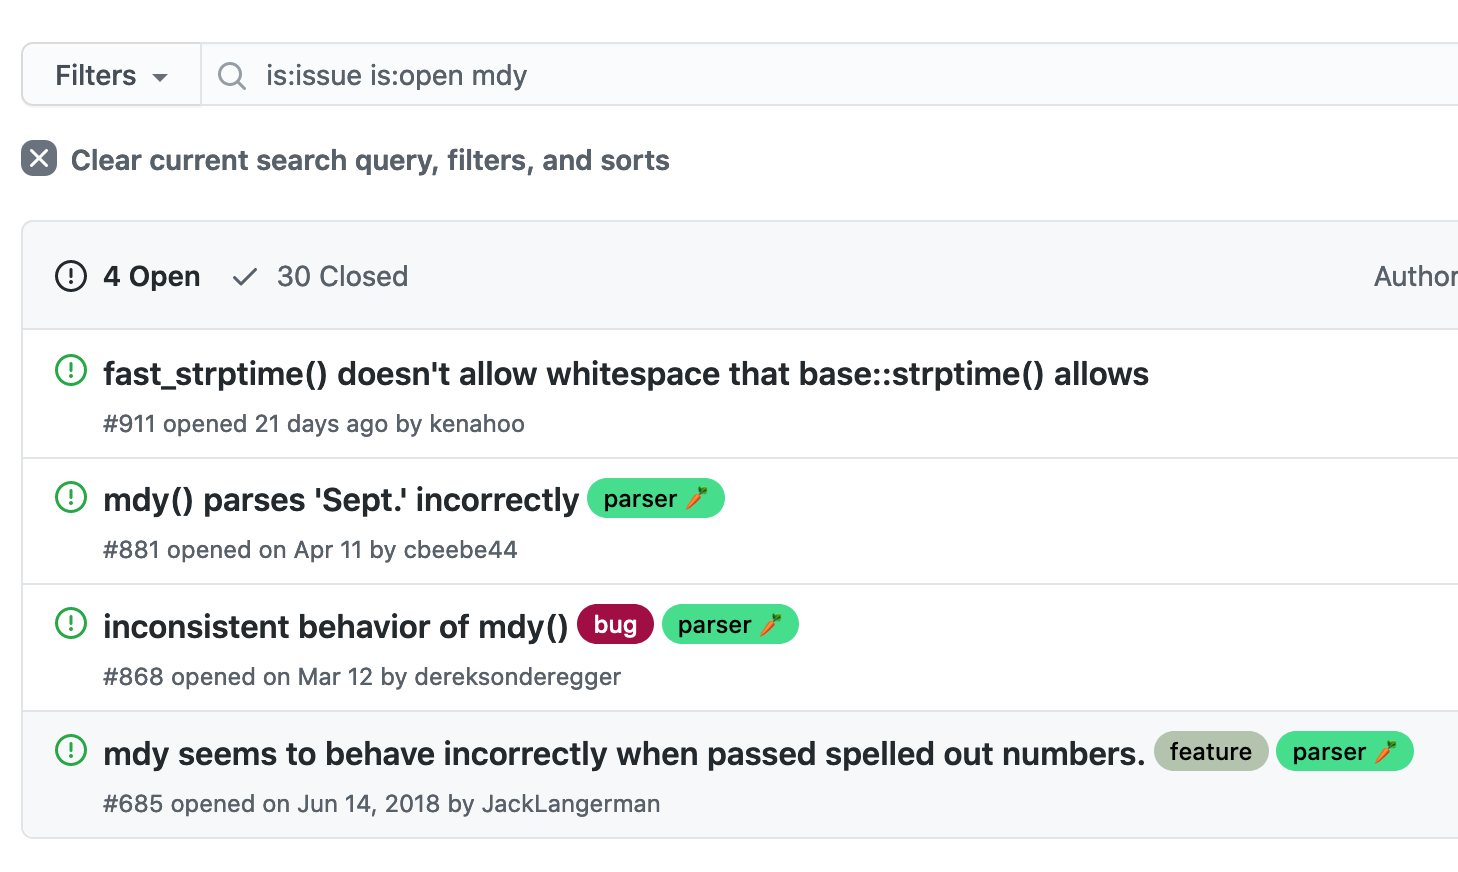 Filters is:issue is:open mdy
Clear current search query, filters, and sorts
4 Open 30 Closed Author
fast_strptime() doesn't allow whitespace that base::strptime() allows
#911 opened 21 days ago by kenahoo
mdy() parses 'Sept.' incorrectly parser 🥕
#881 opened on Apr 11 by cbeebe44
inconsistent behavior of mdy() bug parser 🥕
#868 opened on Mar 12 by dereksonderegger
mdy seems to behave incorrectly when passed spelled out numbers. feature parser 🥕
#685 opened on Jun 14, 2018 by JackLangerman